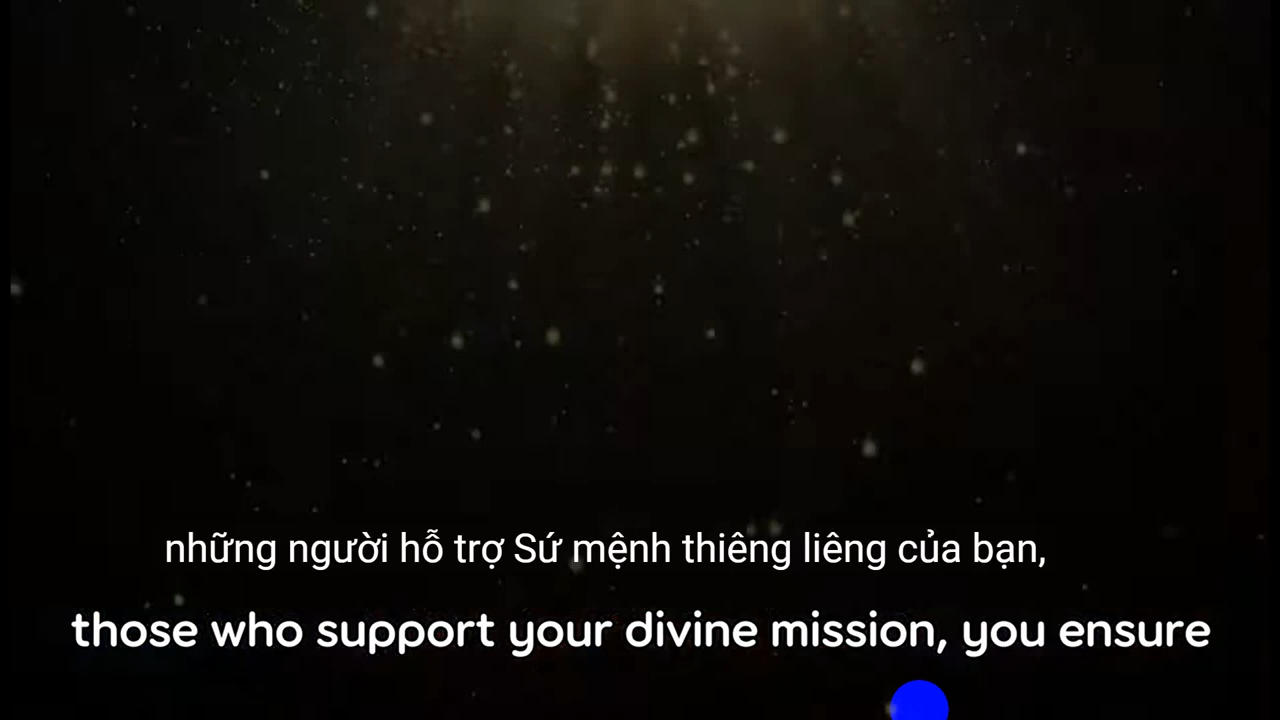 những người hỗ trợ Sứ mệnh thiêng liêng của bạn,
those who support your divine mission, you ensure